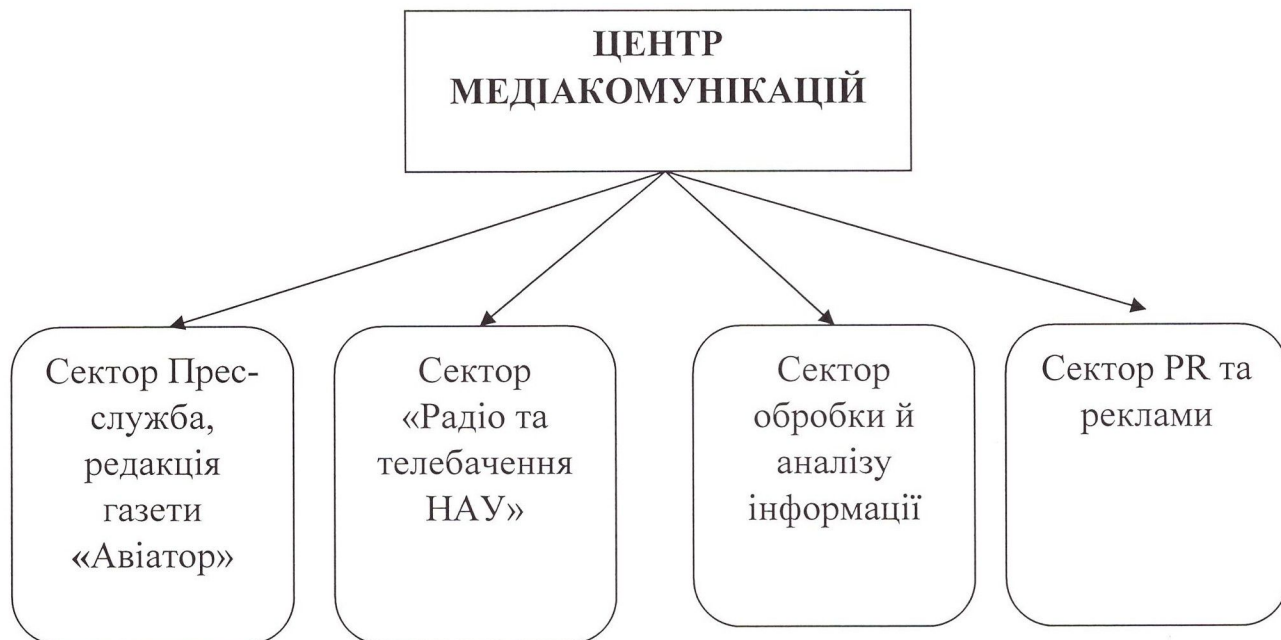 ЦЕНТР
МЕДІАКОМУНІКАЦІЙ
Сектор Прес-
служба,
редакція
газети
«Авіатор»
Сектор
«Радіо та
телебачення
НАУ»
Сектор
обробки й
аналізу
інформації
Сектор PR та
реклами